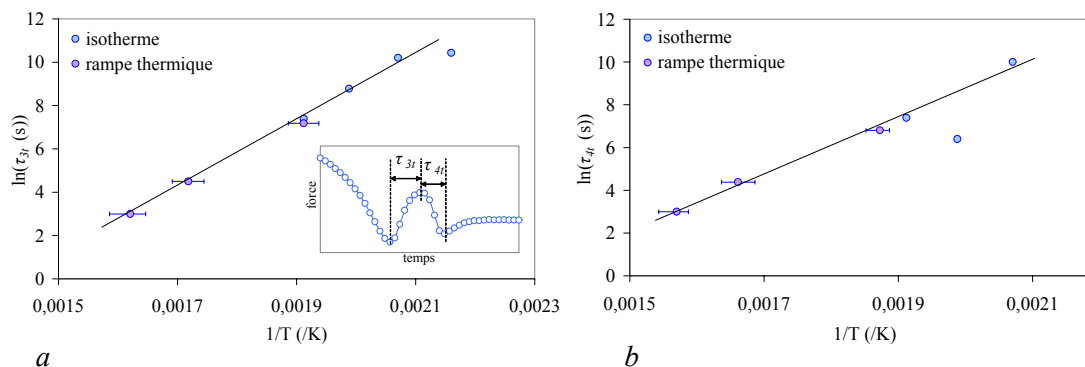 12
10
8
6
4
2
0
ln(τ3t (s))
isotherme
rampe thermique
force
τ3t τ4t
temps
0,0015 0,0017 0,0019 0,0021 0,0023
1/T (/K)
a
12
10
8
6
4
2
0
ln(τ4t (s))
isotherme
rampe thermique
0,0015 0,0017 0,0019 0,0021
1/T (/K)
b